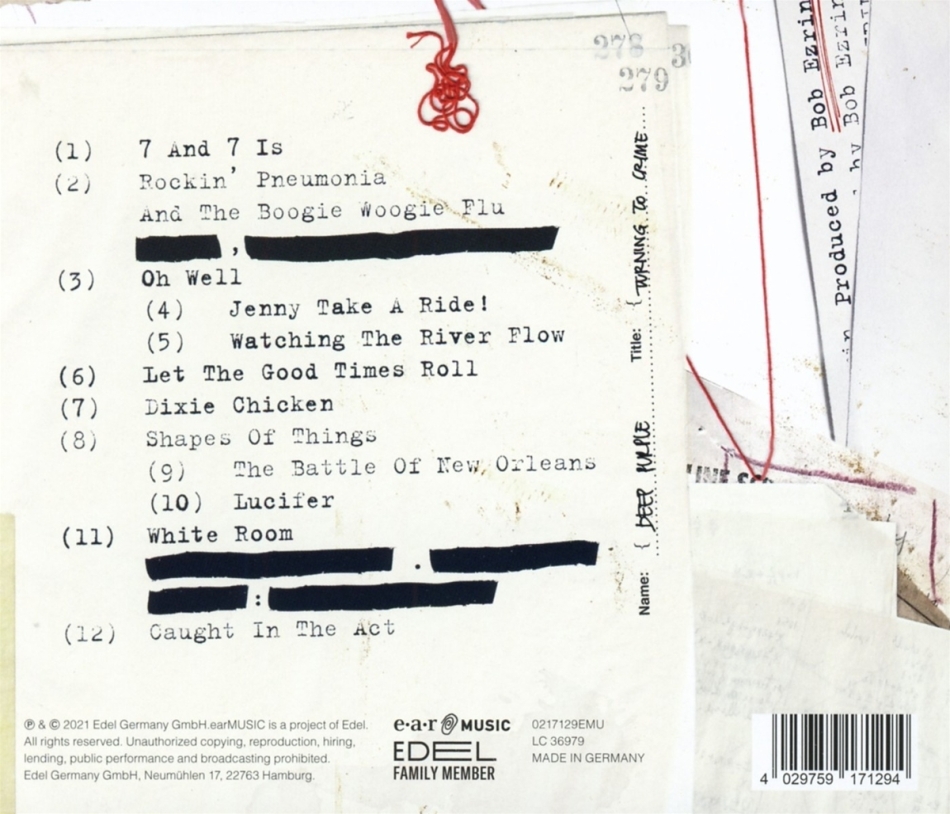 278
279
(1) 7 And 7 Is
(2) Rockin' Pneumonia
And The Boogie Woogie Flu
,
(3) Oh Well
(4) Jenny Take A Ride!
(5) Watching The River Flow
(6) Let The Good Times Roll
(7) Dixie Chicken
(8) Shapes Of Things
(9) The Battle Of New Orleans
(10) Lucifer
(11) White Room
.
:
(12) Caught In The Act
Name: { DEEP PURPLE Title: { TURNING TO CRIME
Produced by Bob Ezrin
by Bob Ezrin
℗ & © 2021 Edel Germany GmbH.earMUSIC is a project of Edel.
All rights reserved. Unauthorized copying, reproduction, hiring,
lending, public performance and broadcasting prohibited.
Edel Germany GmbH, Neumühlen 17, 22763 Hamburg.
e·a·r MUSIC
EDEL
FAMILY MEMBER
0217129EMU
LC 36979
MADE IN GERMANY
4 029759 171294